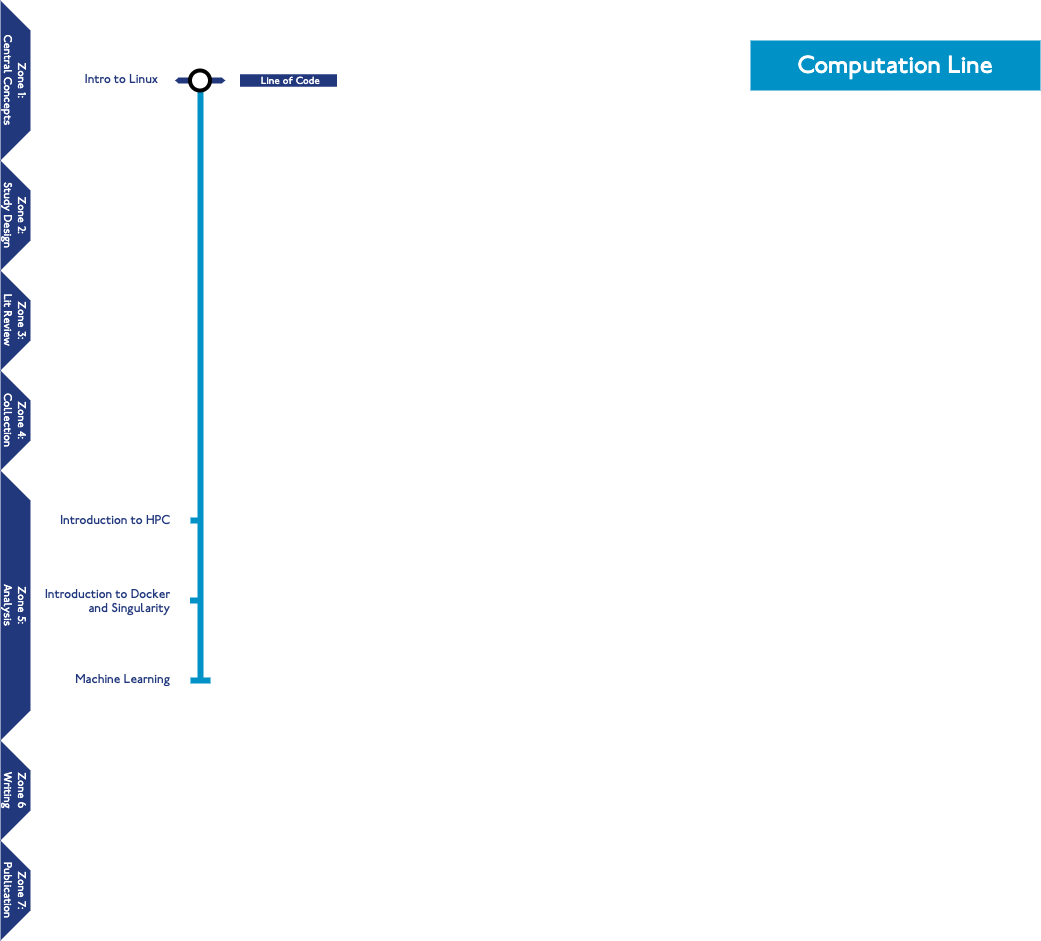 Computation Line
Zone 1:
Central Concepts
Intro to Linux
Line of Code
Zone 2:
Study Design
Zone 3:
Lit Review
Zone 4:
Collection
Zone 5:
Analysis
Introduction to HPC
Introduction to Docker
and Singularity
Machine Learning
Zone 6
Writing
Zone 7:
Publication